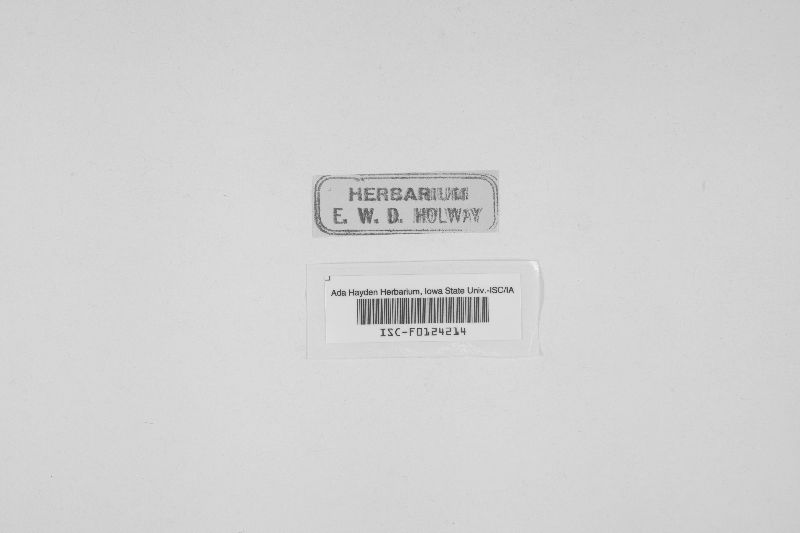 HERBARIUM
E. W. D. HOLWAY
Ada Hayden Herbarium, Iowa State Univ.-ISC/IA
ISC-F0124214